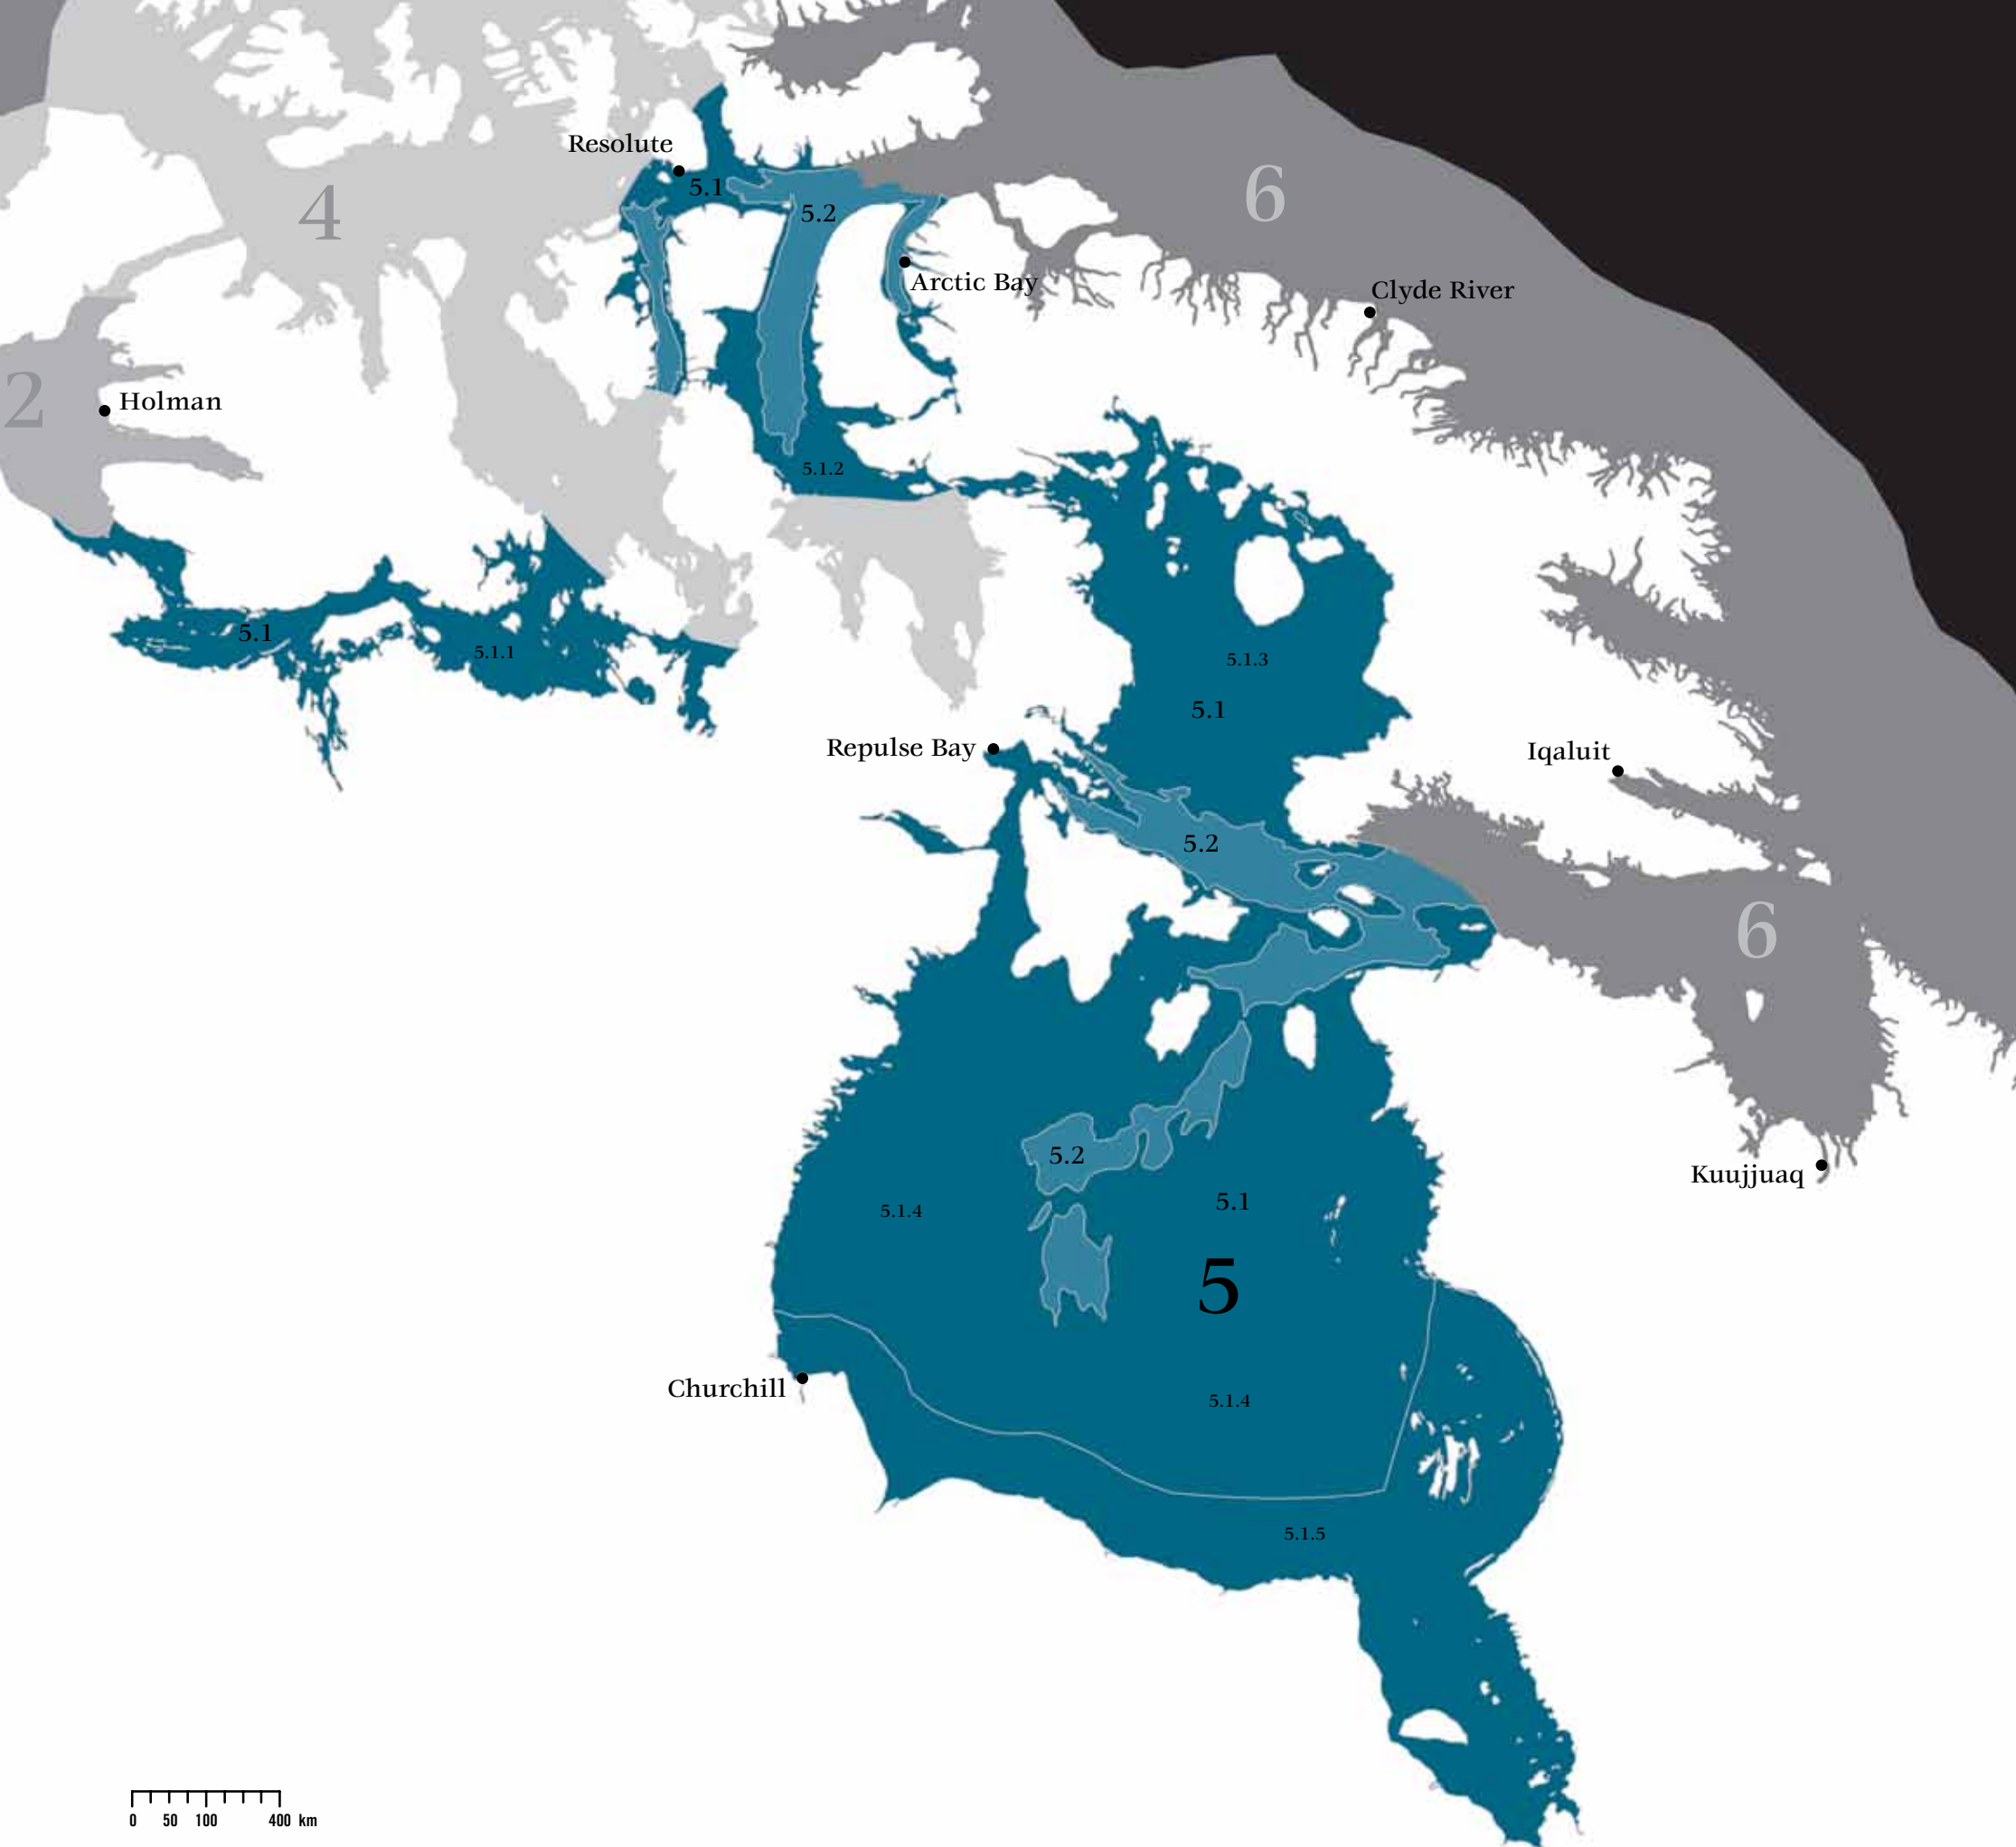 Resolute
5.1
6
4
5.2
Arctic Bay
Clyde River
2
Holman
5.1.2
5.1
5.1.1
5.1.3
5.1
Repulse Bay
Iqaluit
5.2
6
5.2
Kuujjuaq
5.1.4
5.1
5
Churchill
5.1.4
5.1.5
0 50 100 400 km